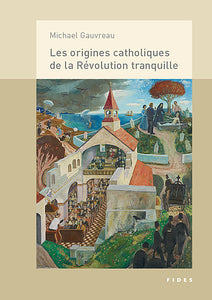 Michael Gauvreau
Les origines catholiques
de la Révolution tranquille
FIDES